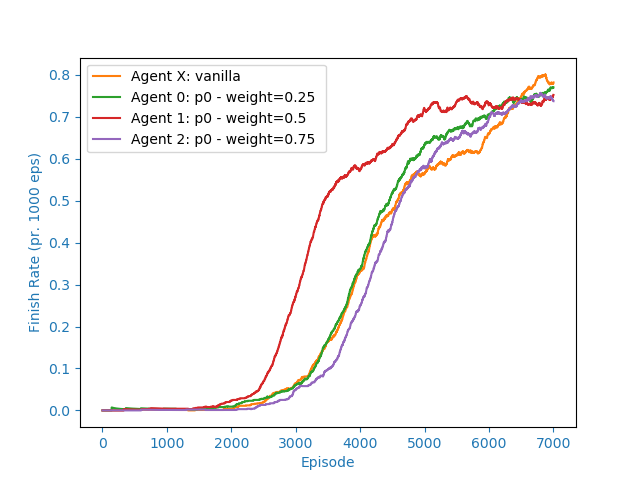 Agent X: vanilla
Agent 0: p0 - weight=0.25
Agent 1: p0 - weight=0.5
Agent 2: p0 - weight=0.75
Finish Rate (pr. 1000 eps)
0.8
0.7
0.6
0.5
0.4
0.3
0.2
0.1
0.0
0 1000 2000 3000 4000 5000 6000 7000
Episode